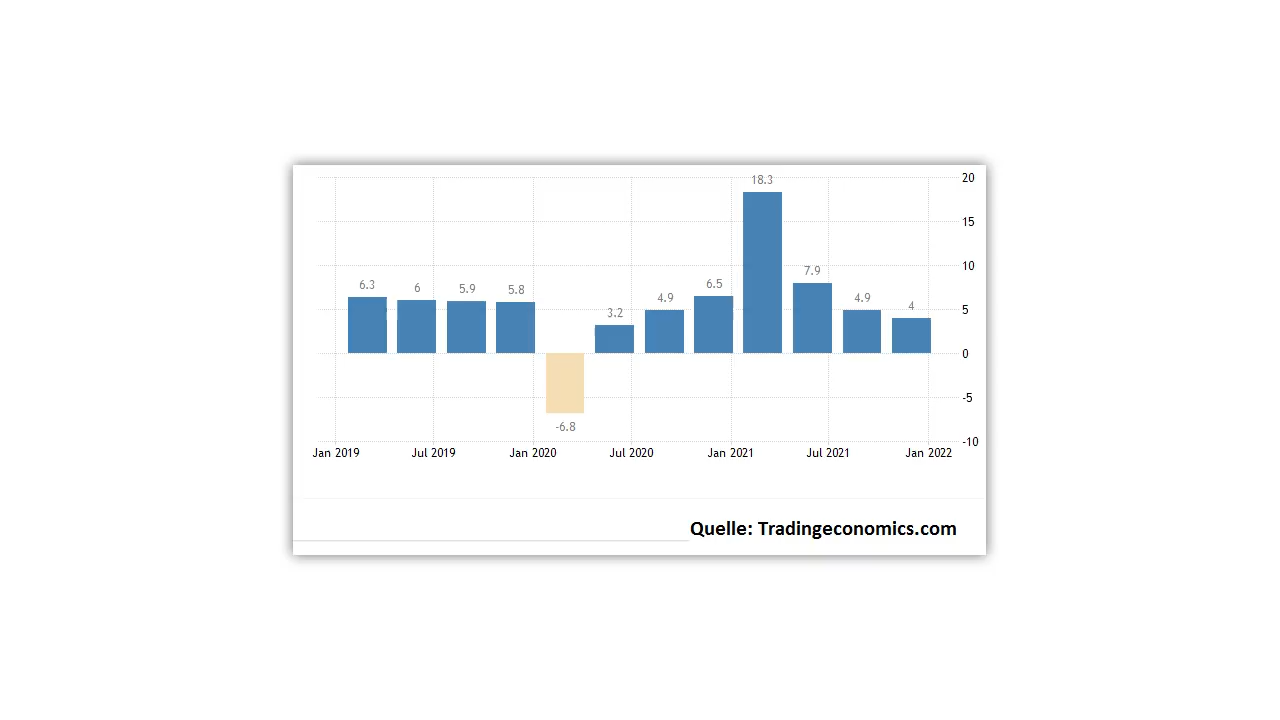 18.3
20
15
10
7.9
6.3
6
5.9
5.8
6.5
4.9
4.9
3.2
4
5
0
-5
-6.8
-10
Jan 2019
Jul 2019
Jan 2020
Jul 2020
Jan 2021
Jul 2021
Jan 2022
Quelle: Tradingeconomics.com